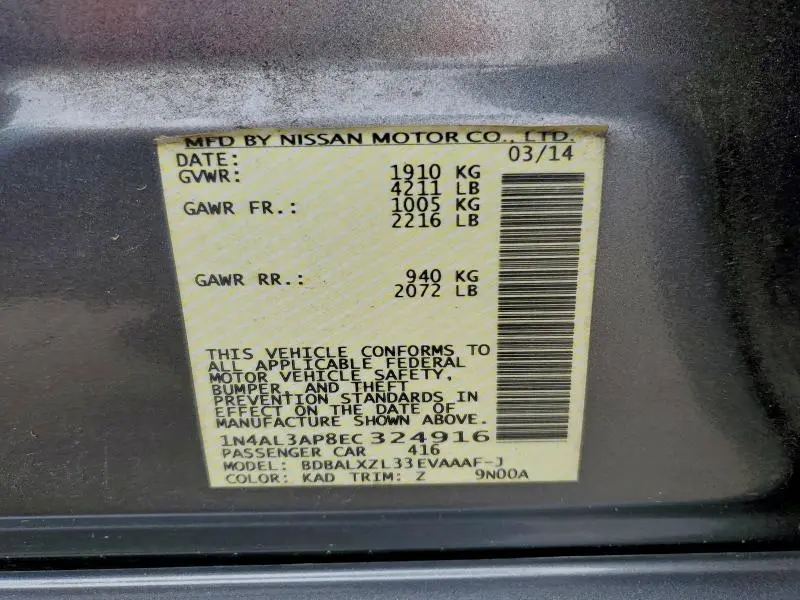 MFD BY NISSAN MOTOR CO., LTD.
DATE: 03/14
GVWR: 1910 KG
4211 LB
GAWR FR.: 1005 KG
2216 LB
GAWR RR.: 940 KG
2072 LB
THIS VEHICLE CONFORMS TO
ALL APPLICABLE FEDERAL
MOTOR VEHICLE SAFETY,
BUMPER, AND THEFT
PREVENTION STANDARDS IN
EFFECT ON THE DATE OF
MANUFACTURE SHOWN ABOVE.
1N4AL3AP8EC 324916
PASSENGER CAR 416
MODEL: BDBALXZL33EVAAAF-J
COLOR: KAD TRIM: Z 9N00A